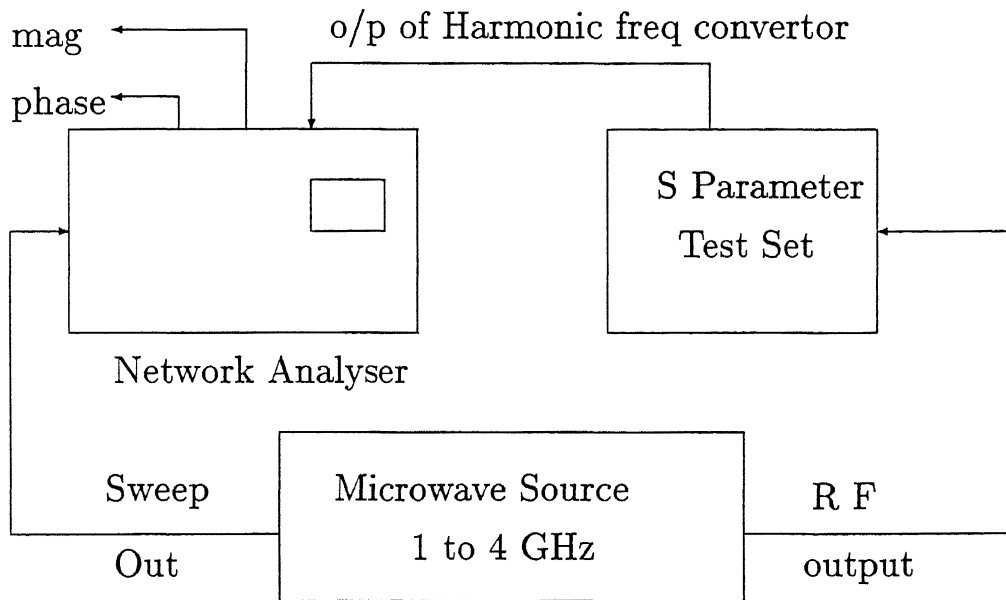 mag
o/p of Harmonic freq convertor
phase
S Parameter
Test Set
Network Analyser
Sweep
Out
Microwave Source
1 to 4 GHz
R F
output